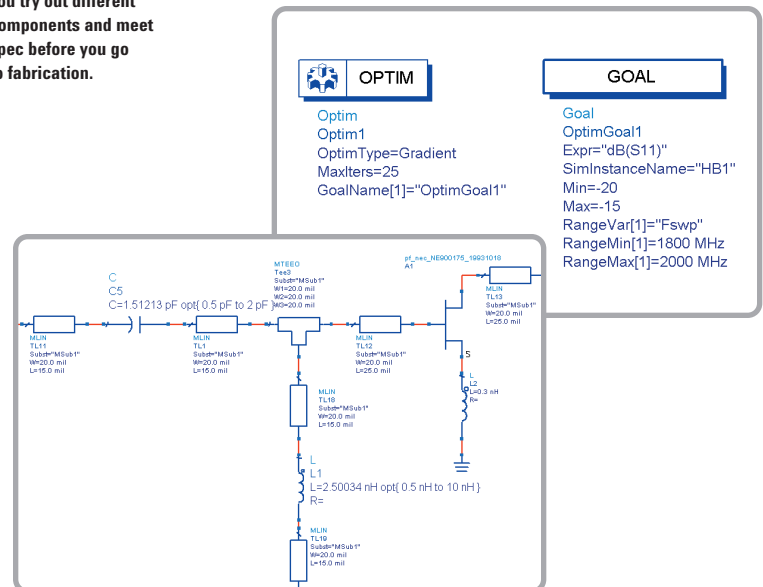 you try out different
components and meet
spec before you go
o fabrication.
OPTIM
Optim
Optim1
OptimType=Gradient
MaxIters=25
GoalName[1]="OptimGoal1"
GOAL
Goal
OptimGoal1
Expr="dB(S11)"
SimInstanceName="HB1"
Min=-20
Max=-15
RangeVar[1]="Fswp"
RangeMin[1]=1800 MHz
RangeMax[1]=2000 MHz
C
C5
C=1.51213 pF opt{ 0.5 pF to 2 pF }
MTEEO
Tee3
Subst="MSub1"
W1=20.0 mil
W2=20.0 mil
W3=20.0 mil
pf_nec_NE900175_19931018
A1
MLIN
TL13
Subst="MSub1"
W=20.0 mil
L=25.0 mil
MLIN
TL11
Subst="MSub1"
W=20.0 mil
L=15.0 mil
MLIN
TL1
Subst="MSub1"
W=20.0 mil
L=15.0 mil
MLIN
TL12
Subst="MSub1"
W=20.0 mil
L=25.0 mil
S
L
L2
L=0.3 nH
R=
MLIN
TL18
Subst="MSub1"
W=20.0 mil
L=15.0 mil
L
L1
L=2.50034 nH opt{ 0.5 nH to 10 nH }
R=
MLIN
TL19
Subst="MSub1"
W=20.0 mil
L=15.0 mil